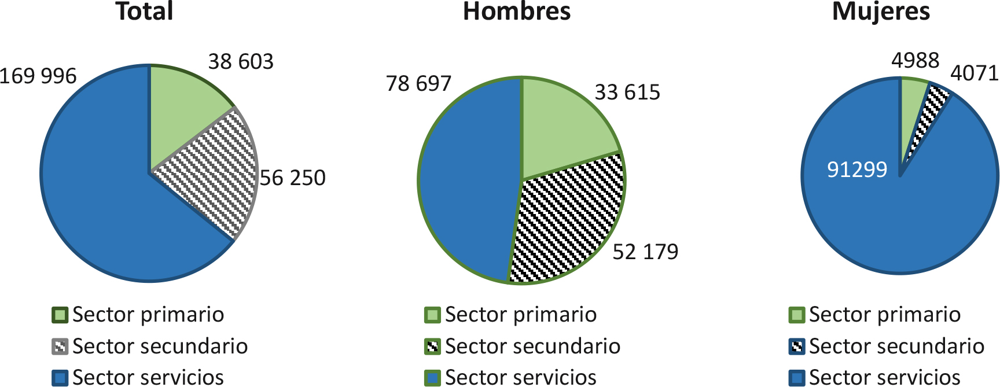 Total
169 996
38 603
56 250
Sector primario
Sector secundario
Sector servicios
Hombres
78 697
33 615
52 179
Sector primario
Sector secundario
Sector servicios
Mujeres
4988
4071
91299
Sector primario
Sector secundario
Sector servicios